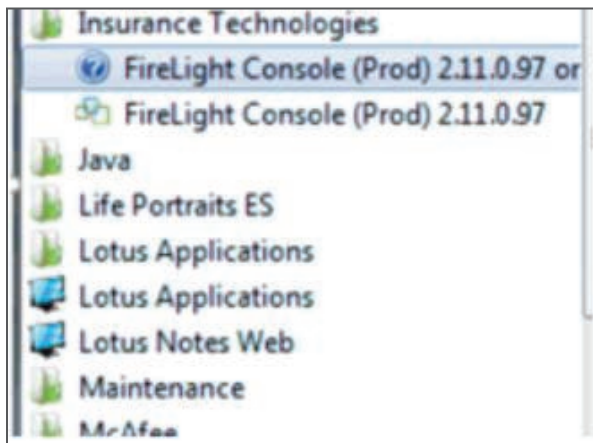 Insurance Technologies
FireLight Console (Prod) 2.11.0.97 or
FireLight Console (Prod) 2.11.0.97
Java
Life Portraits ES
Lotus Applications
Lotus Applications
Lotus Notes Web
Maintenance
McAfee